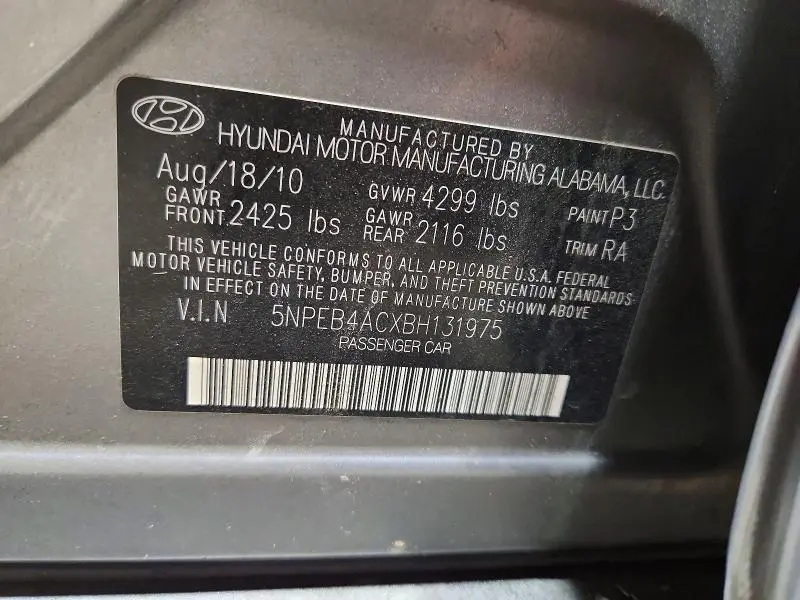 MANUFACTURED BY
HYUNDAI MOTOR MANUFACTURING ALABAMA, LLC
Aug/18/10 GVWR 4299 lbs PAINT P3
GAWR FRONT 2425 lbs GAWR REAR 2116 lbs TRIM RA
THIS VEHICLE CONFORMS TO ALL APPLICABLE U.S.A. FEDERAL
MOTOR VEHICLE SAFETY, BUMPER, AND THEFT PREVENTION STANDARDS
IN EFFECT ON THE DATE OF MANUFACTURE SHOWN ABOVE
V.I.N 5NPEB4ACXBH131975
PASSENGER CAR